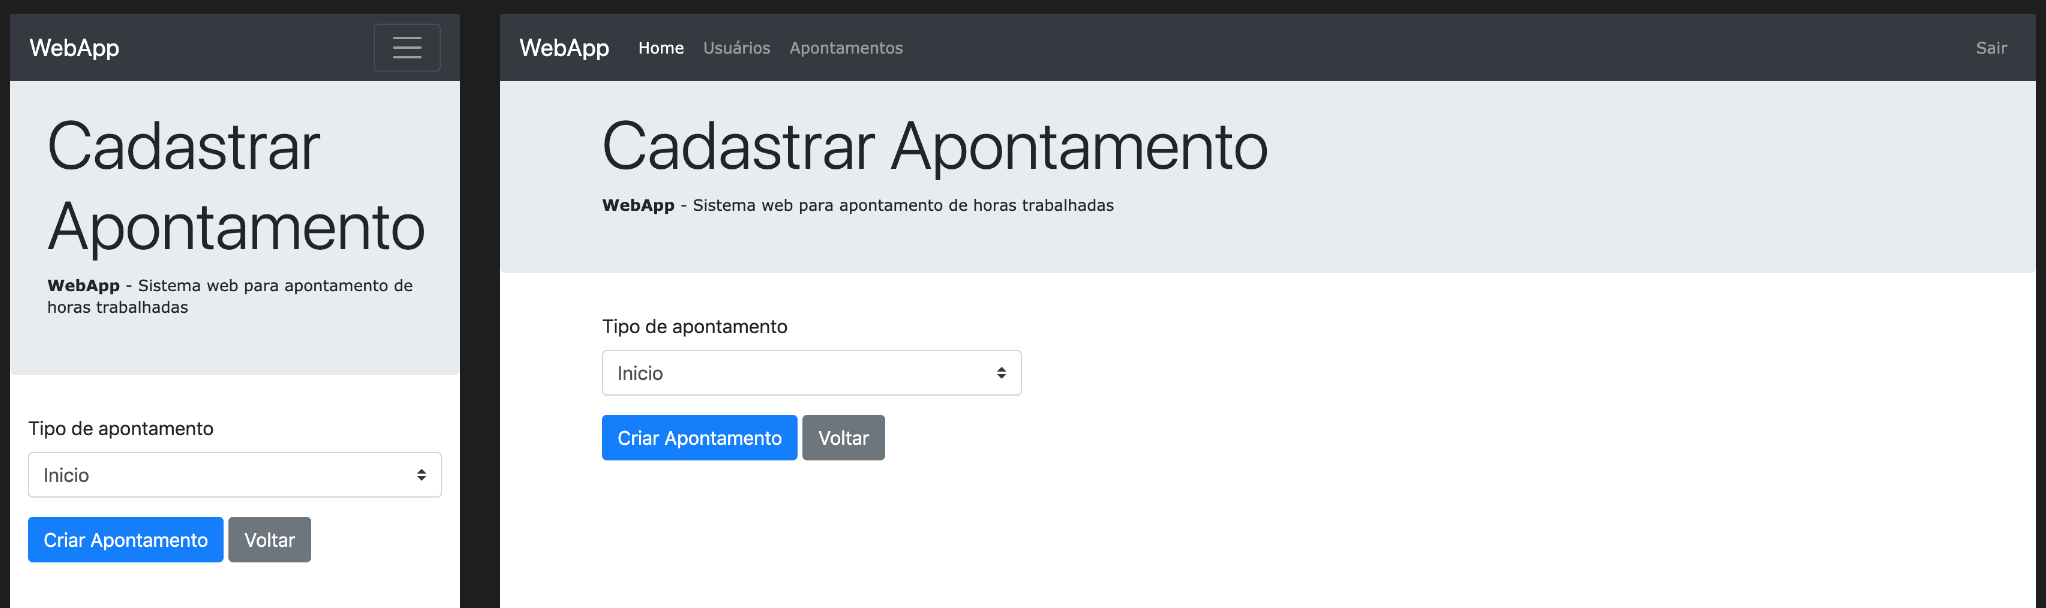 WebApp
Cadastrar
Apontamento
WebApp - Sistema web para apontamento de
horas trabalhadas
Tipo de apontamento
Inicio
Criar Apontamento Voltar
WebApp Home Usuários Apontamentos Sair
Cadastrar Apontamento
WebApp - Sistema web para apontamento de horas trabalhadas
Tipo de apontamento
Inicio
Criar Apontamento Voltar